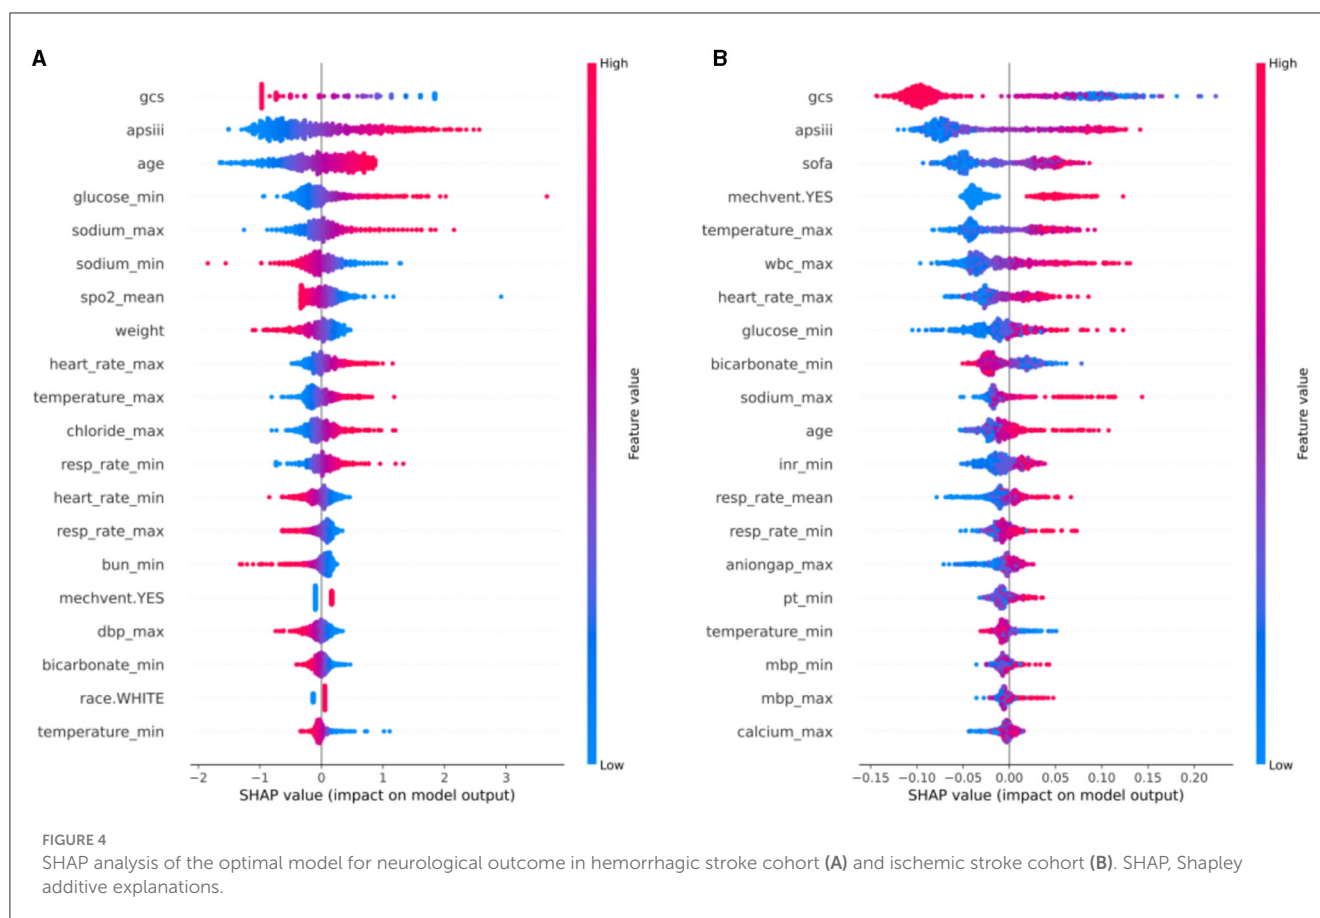 A
High
gcs
apsiii
age
glucose_min
sodium_max
sodium_min
spo2_mean
weight
heart_rate_max
temperature_max
chloride_max
resp_rate_min
heart_rate_min
resp_rate_max
bun_min
mechvent.YES
dbp_max
bicarbonate_min
race.WHITE
temperature_min
Low
Feature value
−2 −1 0 1 2 3
SHAP value (impact on model output)
B
High
gcs
apsiii
sofa
mechvent.YES
temperature_max
wbc_max
heart_rate_max
glucose_min
bicarbonate_min
sodium_max
age
inr_min
resp_rate_mean
resp_rate_min
aniongap_max
pt_min
temperature_min
mbp_min
mbp_max
calcium_max
Low
Feature value
−0.15 −0.10 −0.05 0.00 0.05 0.10 0.15 0.20
SHAP value (impact on model output)
FIGURE 4
SHAP analysis of the optimal model for neurological outcome in hemorrhagic stroke cohort (A) and ischemic stroke cohort (B). SHAP, Shapley
additive explanations.